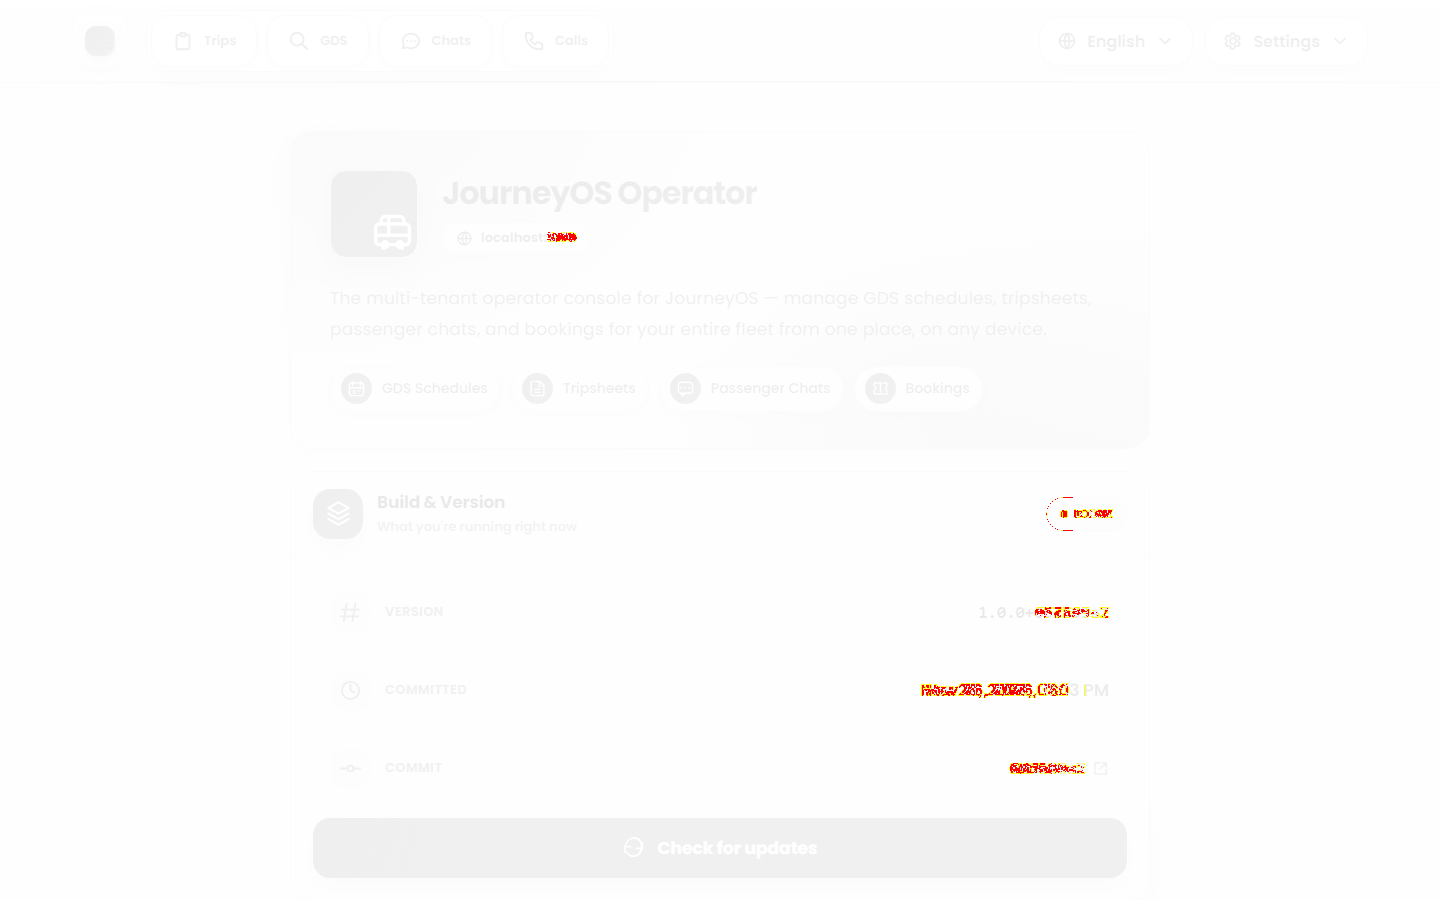 Trips GDS Chats Calls English Settings
JourneyOS Operator
localhost:
The multi-tenant operator console for JourneyOS — manage GDS schedules, tripsheets,
passenger chats, and bookings for your entire fleet from one place, on any device.
GDS Schedules Tripsheets Passenger Chats Bookings
Build & Version
What you're running right now
VERSION 1.0.0+
COMMITTED PM
COMMIT
Check for updates